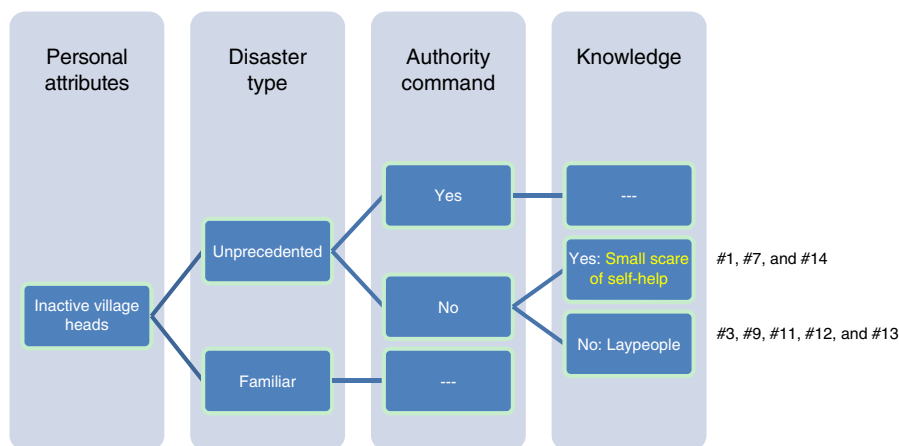 Personal
attributes
Disaster
type
Authority
command
Knowledge
Inactive village
heads
Unprecedented
Familiar
Yes
No
---
---
Yes: Small scare
of self-help
No: Laypeople
#1, #7, and #14
#3, #9, #11, #12, and #13